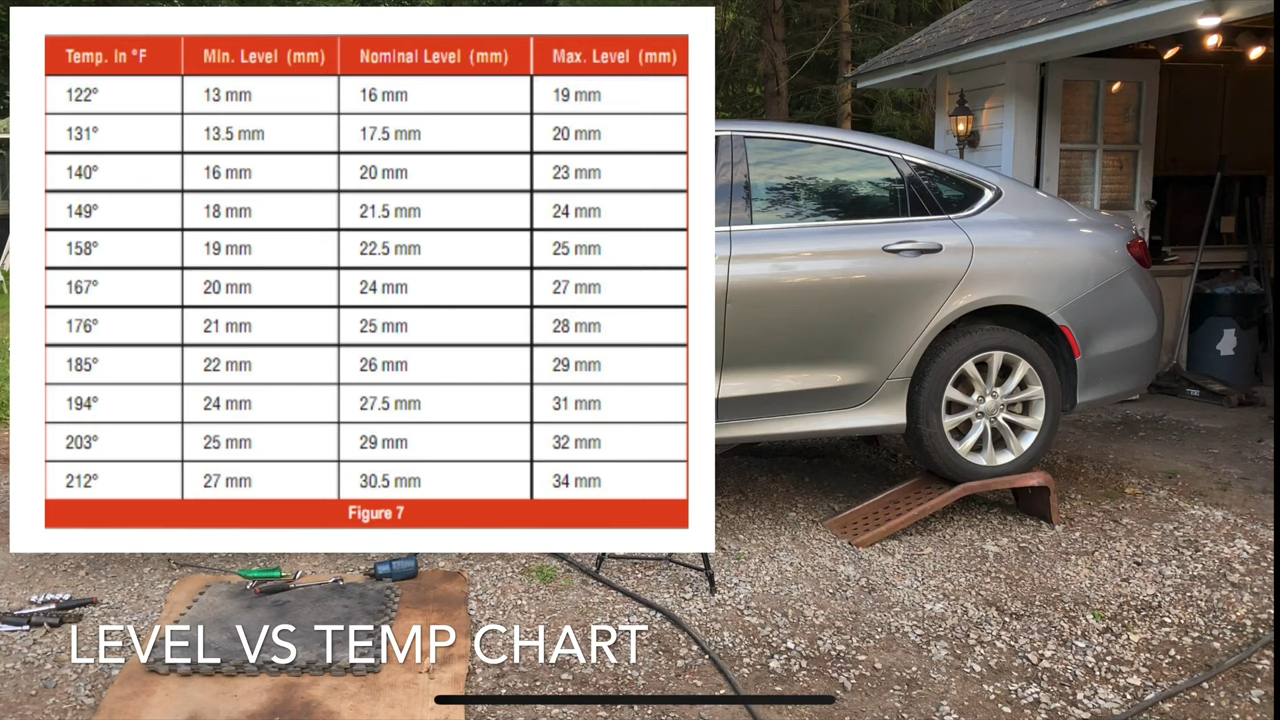 Temp. In °F Min. Level (mm) Nominal Level (mm) Max. Level (mm)
122° 13 mm 16 mm 19 mm
131° 13.5 mm 17.5 mm 20 mm
140° 16 mm 20 mm 23 mm
149° 18 mm 21.5 mm 24 mm
158° 19 mm 22.5 mm 25 mm
167° 20 mm 24 mm 27 mm
176° 21 mm 25 mm 28 mm
185° 22 mm 26 mm 29 mm
194° 24 mm 27.5 mm 31 mm
203° 25 mm 29 mm 32 mm
212° 27 mm 30.5 mm 34 mm
Figure 7
LEVEL VS TEMP CHART